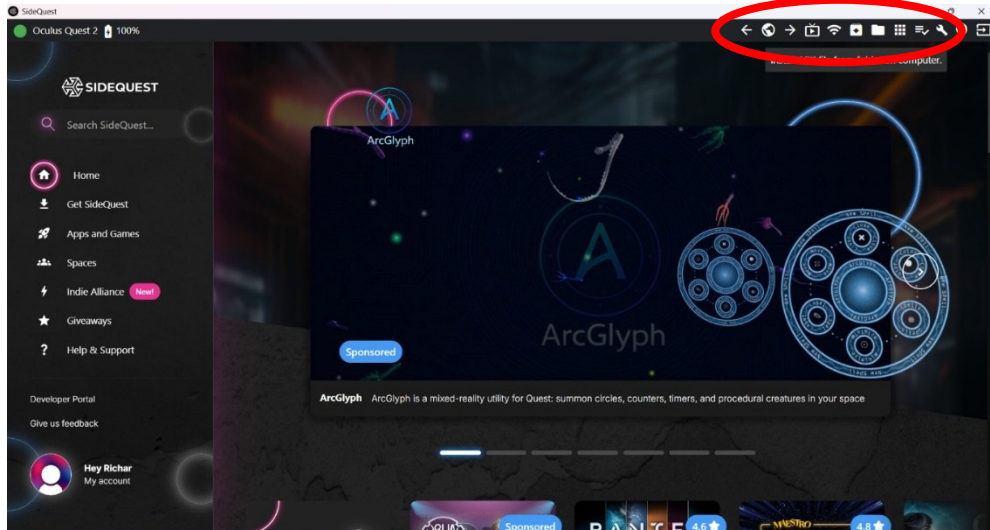 SideQuest
Oculus Quest 2 100%
computer.
SIDEQUEST
Search SideQuest...
Home
Get SideQuest
Apps and Games
Spaces
Indie Alliance New!
Giveaways
? Help & Support
Developer Portal
Give us feedback
Hey Richar
My account
ArcGlyph
ArcGlyph
Sponsored
ArcGlyph ArcGlyph is a mixed-reality utility for Quest: summon circles, counters, timers, and procedural creatures in your space
Sponsored
4.6
MAESTRO
4.8